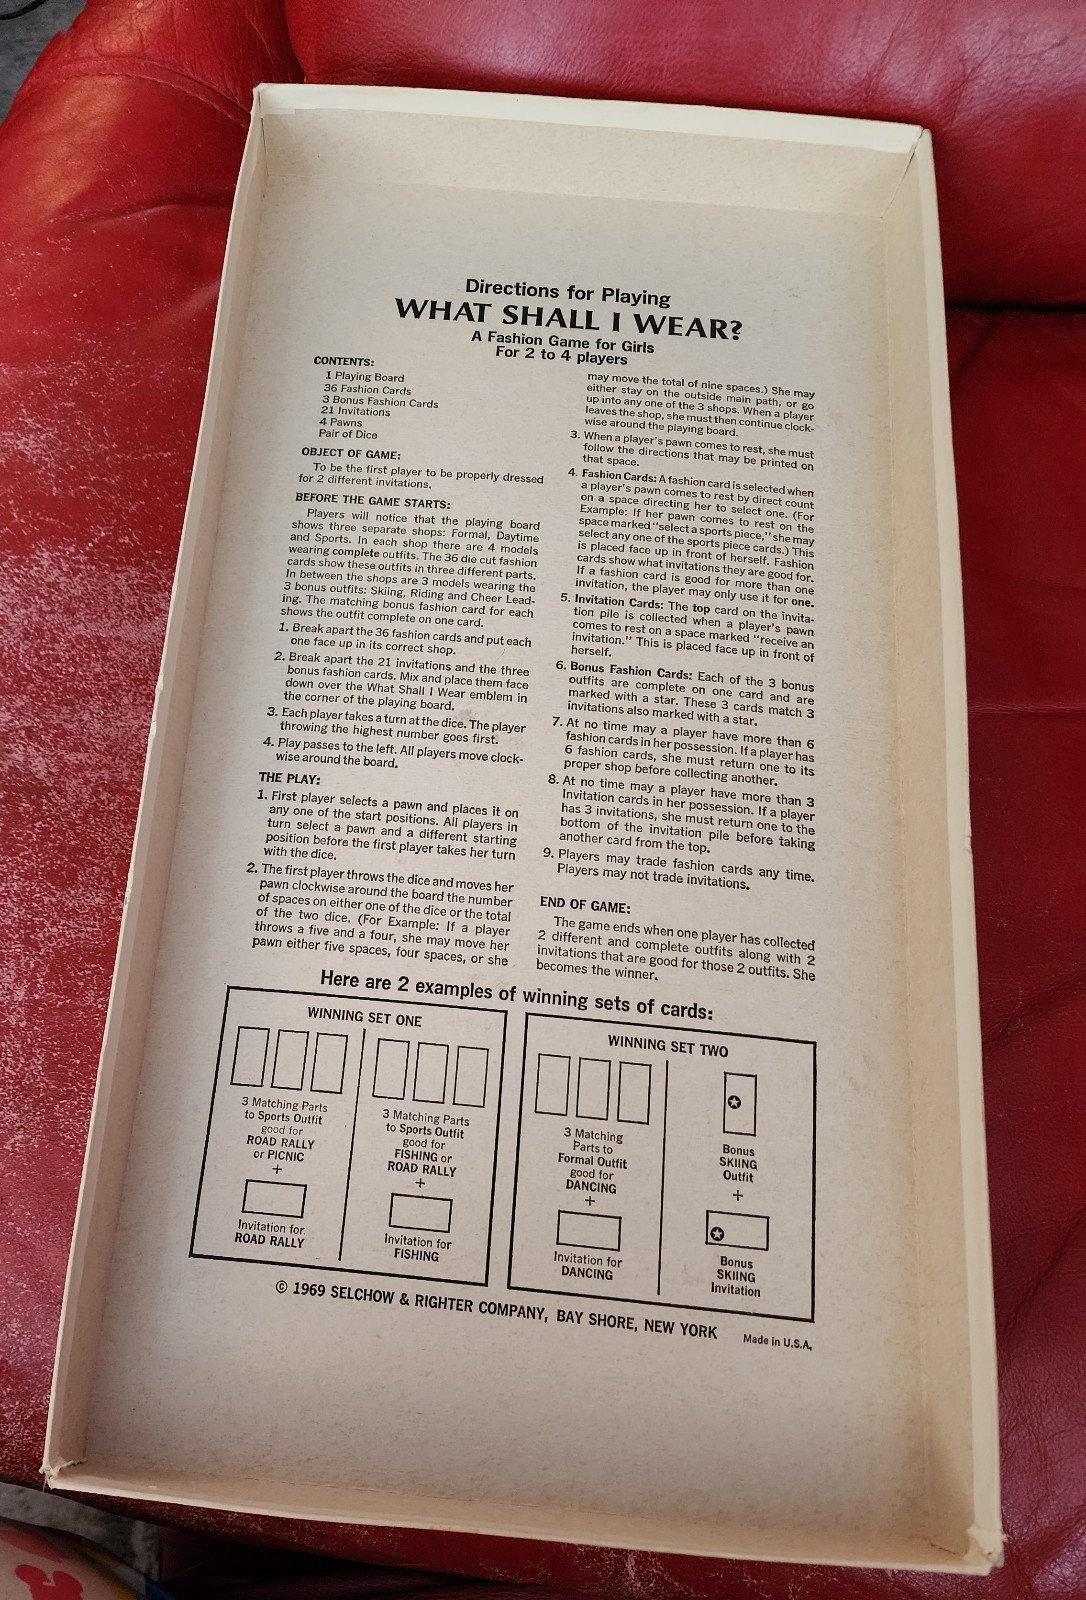 Directions for Playing
WHAT SHALL I WEAR?
A Fashion Game for Girls
For 2 to 4 players
CONTENTS:
1 Playing Board
36 Fashion Cards
3 Bonus Fashion Cards
21 Invitations
4 Pawns
Pair of Dice
OBJECT OF GAME:
To be the first player to be properly dressed
for 2 different invitations.
BEFORE THE GAME STARTS:
Players will notice that the playing board
shows three separate shops: Formal, Daytime
and Sports. In each shop there are 4 models
wearing complete outfits. The 36 die cut fashion
cards show these outfits in three different parts.
In between the shops are 3 models wearing the
3 bonus outfits: Skiing, Riding and Cheer Lead-
ing. The matching bonus fashion card for each
shows the outfit complete on one card.
1. Break apart the 36 fashion cards and put each
one face up in its correct shop.
2. Break apart the 21 invitations and the three
bonus fashion cards. Mix and place them face
down over the What Shall I Wear emblem in
the corner of the playing board.
3. Each player takes a turn at the dice. The player
throwing the highest number goes first.
4. Play passes to the left. All players move clock-
wise around the board.
THE PLAY:
1. First player selects a pawn and places it on
any one of the start positions. All players in
turn select a pawn and a different starting
position before the first player takes her turn
with the dice.
2. The first player throws the dice and moves her
pawn clockwise around the board the number
of spaces on either one of the dice or the total
of the two dice. (For Example: If a player
throws a five and a four, she may move her
pawn either five spaces, four spaces, or she
may move the total of nine spaces.) She may
either stay on the outside main path, or go
up into any one of the 3 shops. When a player
leaves the shop, she must then continue clock-
wise around the playing board.
3. When a player's pawn comes to rest, she must
follow the directions that may be printed on
that space.
4. Fashion Cards: A fashion card is selected when
a player's pawn comes to rest by direct count
on a space directing her to select one. (For
Example: If her pawn comes to rest on the
space marked "select a sports piece," she may
select any one of the sports piece cards.) This
is placed face up in front of herself. Fashion
cards show what invitations they are good for.
If a fashion card is good for more than one
invitation, the player may only use it for one.
5. Invitation Cards: The top card on the invita-
tion pile is collected when a player's pawn
comes to rest on a space marked "receive an
invitation." This is placed face up in front of
herself.
6. Bonus Fashion Cards: Each of the 3 bonus
outfits are complete on one card and are
marked with a star. These 3 cards match 3
invitations also marked with a star.
7. At no time may a player have more than 6
fashion cards in her possession. If a player has
6 fashion cards, she must return one to its
proper shop before collecting another.
8. At no time may a player have more than 3
Invitation cards in her possession. If a player
has 3 invitations, she must return one to the
bottom of the invitation pile before taking
another card from the top.
9. Players may trade fashion cards any time.
Players may not trade invitations.
END OF GAME:
The game ends when one player has collected
2 different and complete outfits along with 2
invitations that are good for those 2 outfits. She
becomes the winner.
Here are 2 examples of winning sets of cards:
WINNING SET ONE
3 Matching Parts
to Sports Outfit
good for
ROAD RALLY
or PICNIC
+
Invitation for
ROAD RALLY
3 Matching Parts
to Sports Outfit
good for
FISHING or
ROAD RALLY
+
Invitation for
FISHING
WINNING SET TWO
3 Matching
Parts to
Formal Outfit
good for
DANCING
+
Invitation for
DANCING
Bonus
SKIING
Outfit
+
Bonus
SKIING
Invitation
© 1969 SELCHOW & RIGHTER COMPANY, BAY SHORE, NEW YORK
Made in U.S.A.